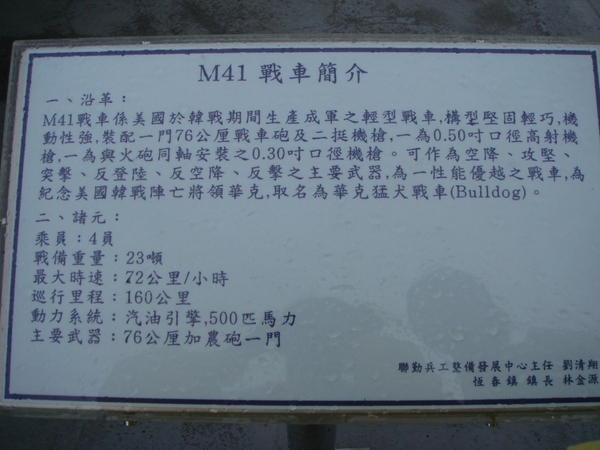 M41 戰車簡介
一、沿革：
M41戰車係美國於韓戰期間生產成軍之輕型戰車,構型堅固輕巧,機
動性強,裝配一門76公厘戰車砲及二挺機槍,一為0.50吋口徑高射機
槍,一為與火砲同軸安裝之0.30吋口徑機槍。可作為空降、攻堅、
突擊、反登陸、反空降、反擊之主要武器,為一性能優越之戰車,為
紀念美國韓戰陣亡將領華克,取名為華克猛犬戰車(Bulldog)。
二、諸元：
乘員：4員
戰備重量：23噸
最大時速：72公里/小時
巡行里程：160公里
動力系統：汽油引擎,500匹馬力
主要武器：76公厘加農砲一門
聯勤兵工整備發展中心主任 劉清翔
恆春鎮 鎮長 林金源